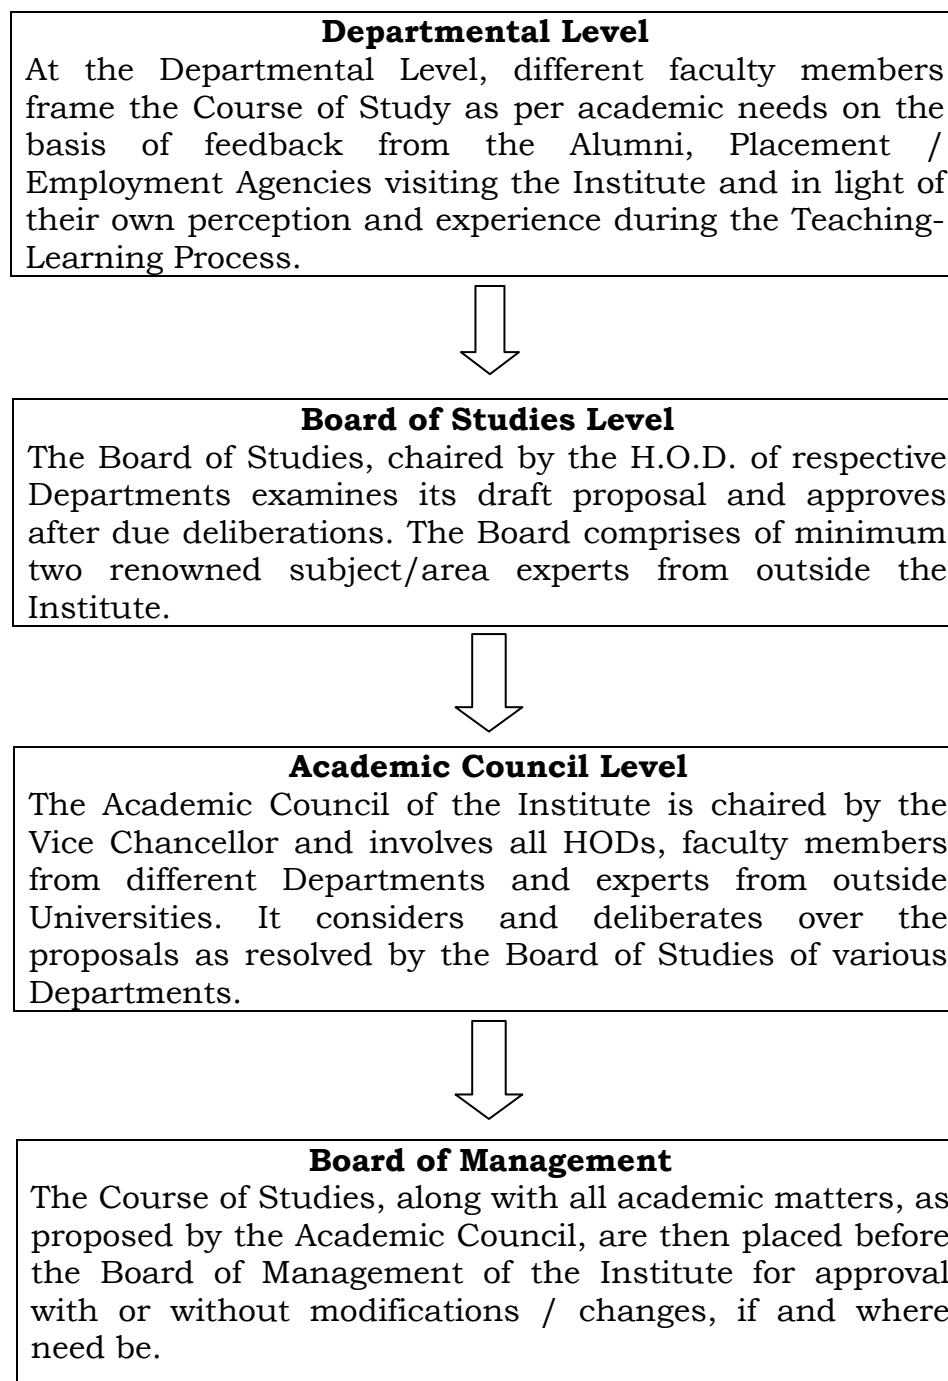 Departmental Level
At the Departmental Level, different faculty members
frame the Course of Study as per academic needs on the
basis of feedback from the Alumni, Placement /
Employment Agencies visiting the Institute and in light of
their own perception and experience during the Teaching-
Learning Process.
Board of Studies Level
The Board of Studies, chaired by the H.O.D. of respective
Departments examines its draft proposal and approves
after due deliberations. The Board comprises of minimum
two renowned subject/area experts from outside the
Institute.
Academic Council Level
The Academic Council of the Institute is chaired by the
Vice Chancellor and involves all HODs, faculty members
from different Departments and experts from outside
Universities. It considers and deliberates over the
proposals as resolved by the Board of Studies of various
Departments.
Board of Management
The Course of Studies, along with all academic matters, as
proposed by the Academic Council, are then placed before
the Board of Management of the Institute for approval
with or without modifications / changes, if and where
need be.